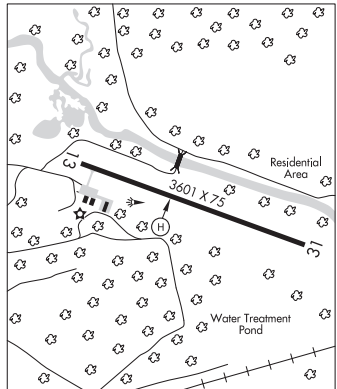 Residential
Area
13
3601 X 75
H
31
Water Treatment
Pond